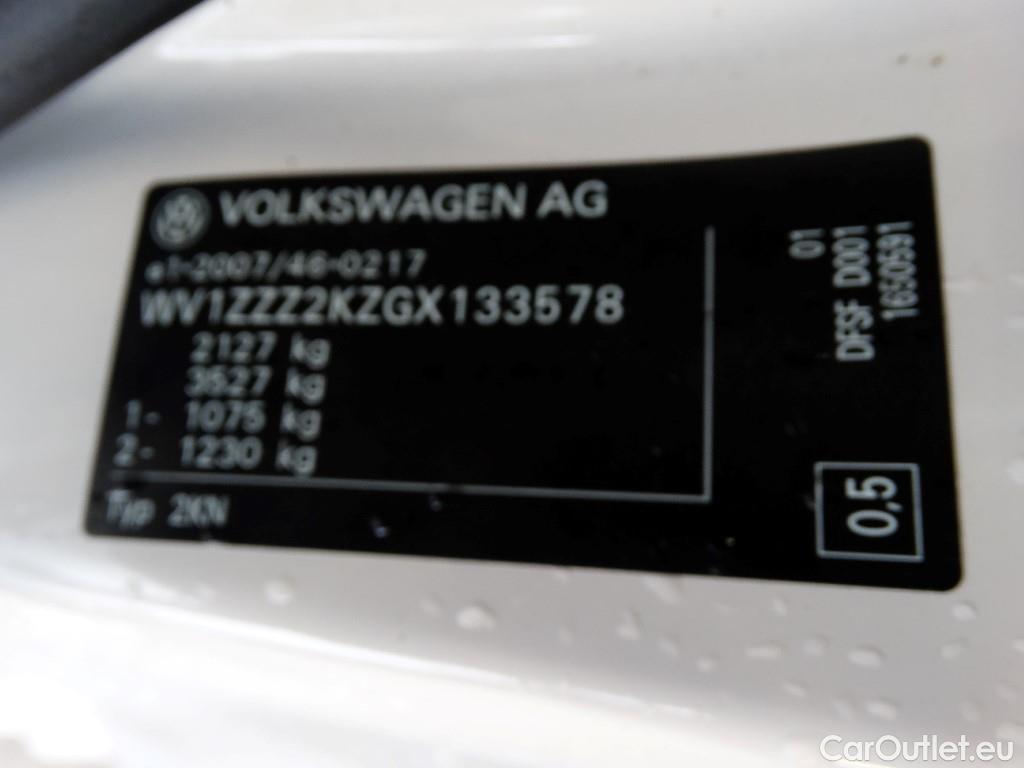 VOLKSWAGEN AG
e1-2007/46-0217
WV1ZZZ2KZGX133578
2127 kg
3527 kg
1- 1075 kg
2- 1230 kg
Typ 2KN
01
DFSF D001
1650591
0,5
CarOutlet.eu